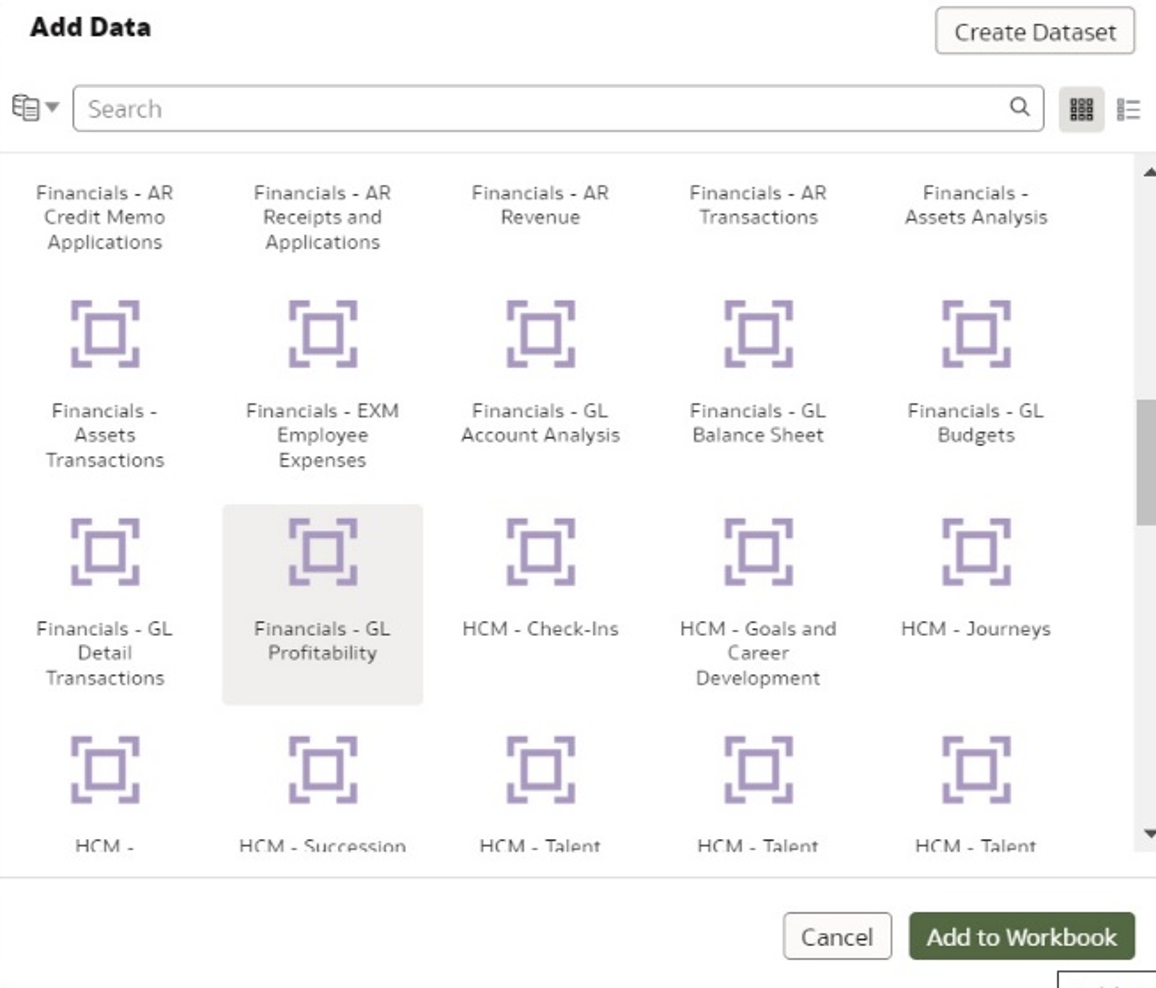 Add Data
Create Dataset
Search
Financials - AR
Credit Memo
Applications
Financials - AR
Receipts and
Applications
Financials - AR
Revenue
Financials - AR
Transactions
Financials -
Assets Analysis
Financials -
Assets
Transactions
Financials - EXM
Employee
Expenses
Financials - GL
Account Analysis
Financials - GL
Balance Sheet
Financials - GL
Budgets
Financials - GL
Detail
Transactions
Financials - GL
Profitability
HCM - Check-Ins
HCM - Goals and
Career
Development
HCM - Journeys
HCM -
HCM - Succession
HCM - Talent
HCM - Talent
HCM - Talent
Cancel
Add to Workbook